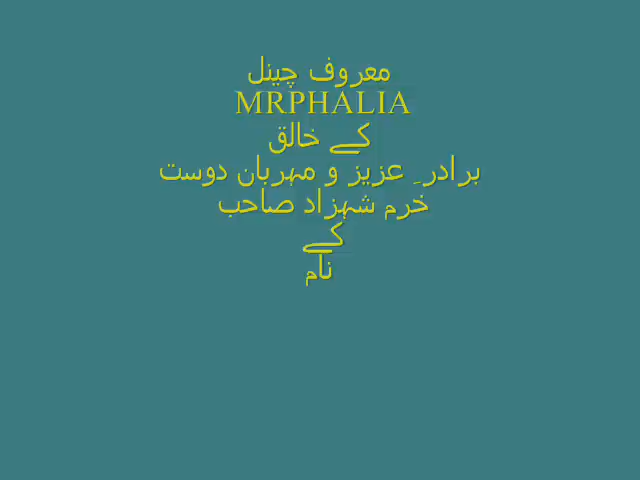 معروف چینل
MRPHALIA
کے خالق
برادر ِ عزیز و مہربان دوست
خرم شہزاد صاحب
کے
نام